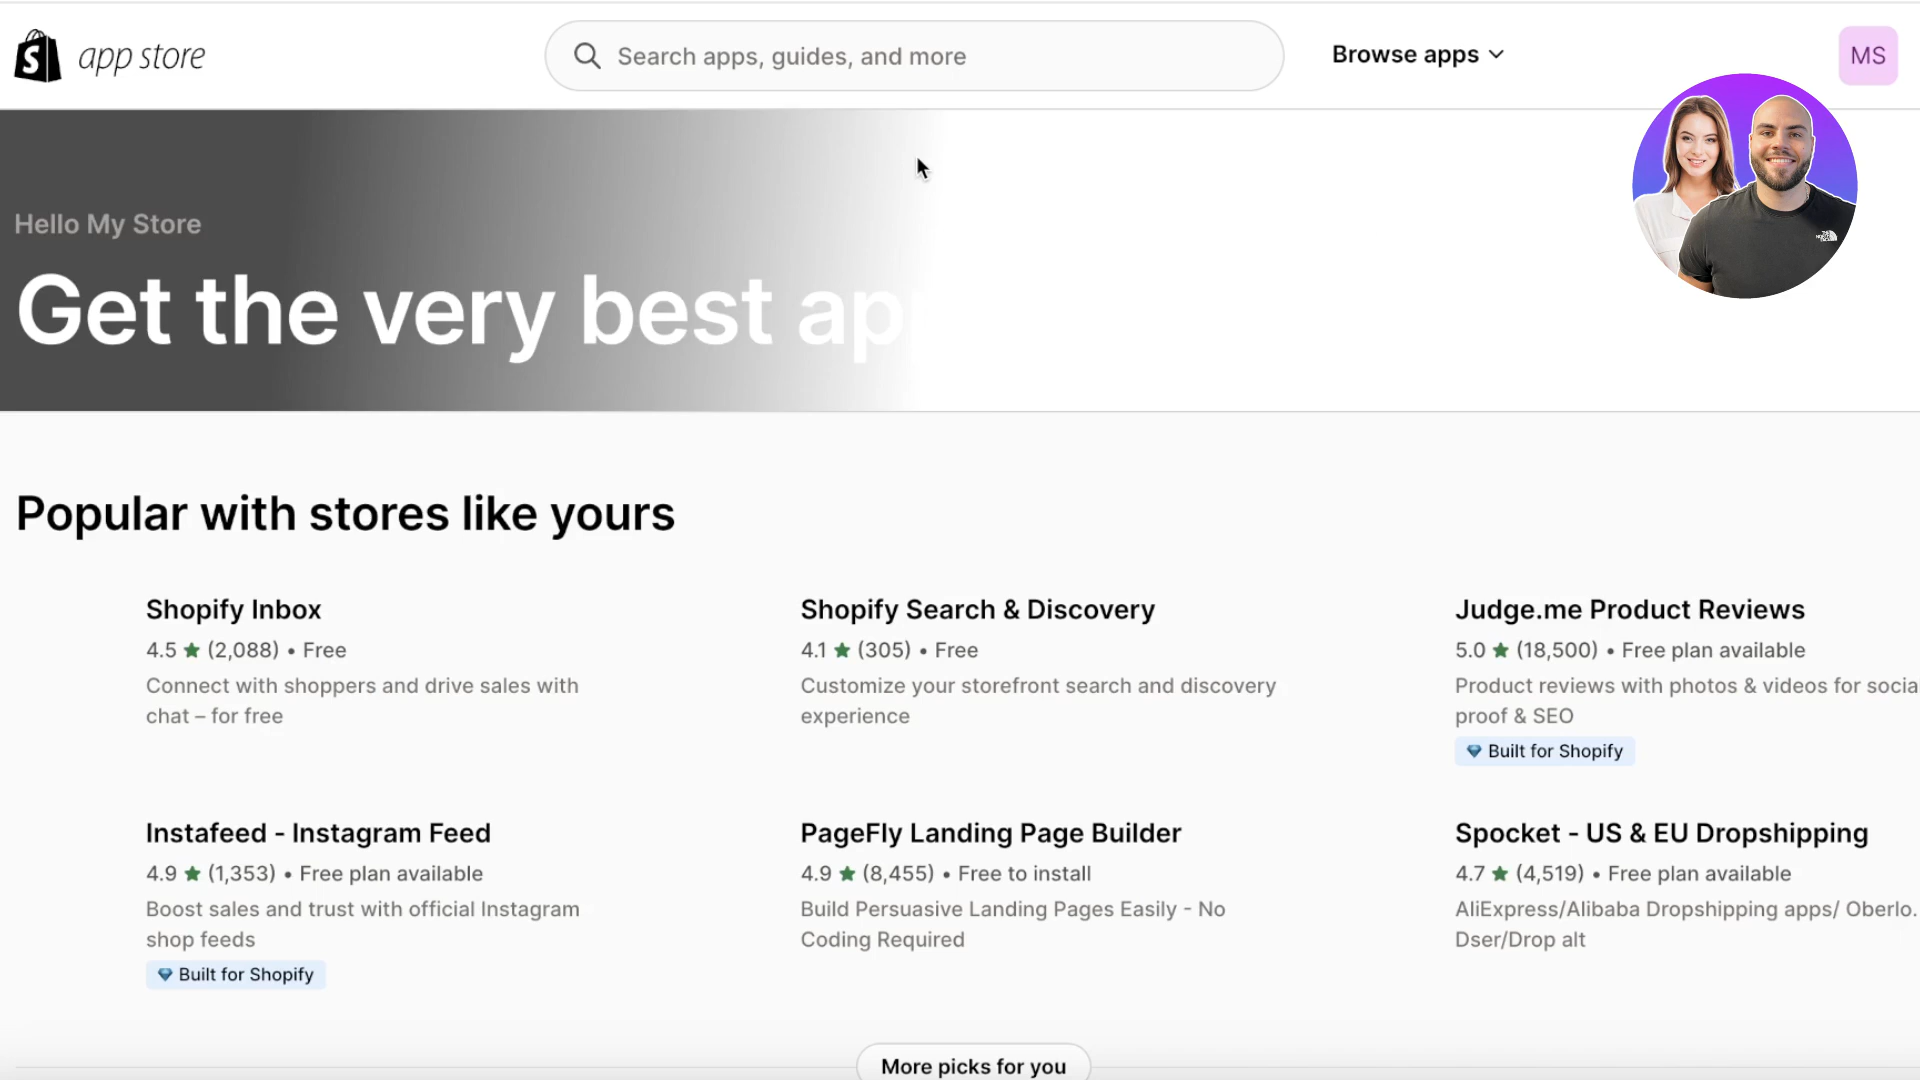 app store
Search apps, guides, and more
Browse apps
MS
Hello My Store
Get the very best
Popular with stores like yours
Shopify Inbox
4.5 ★ (2,088) • Free
Connect with shoppers and drive sales with
chat – for free
Shopify Search & Discovery
4.1 ★ (305) • Free
Customize your storefront search and discovery
experience
Judge.me Product Reviews
5.0 ★ (18,500) • Free plan available
Product reviews with photos & videos for socia
proof & SEO
Built for Shopify
Instafeed - Instagram Feed
4.9 ★ (1,353) • Free plan available
Boost sales and trust with official Instagram
shop feeds
Built for Shopify
PageFly Landing Page Builder
4.9 ★ (8,455) • Free to install
Build Persuasive Landing Pages Easily - No
Coding Required
Spocket - US & EU Dropshipping
4.7 ★ (4,519) • Free plan available
AliExpress/Alibaba Dropshipping apps/ Oberlo.
Dser/Drop alt
More picks for you